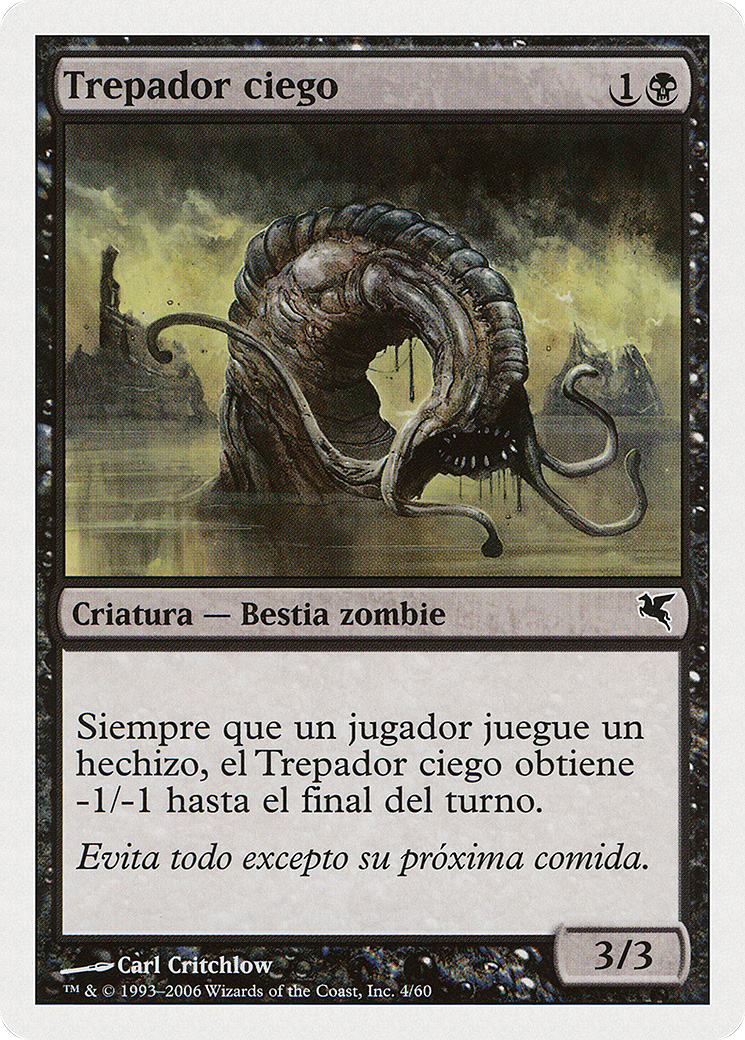 Trepador ciego
1
Criatura — Bestia zombie
Siempre que un jugador juegue un
hechizo, el Trepador ciego obtiene
-1/-1 hasta el final del turno.
Evita todo excepto su próxima comida.
3/3
Carl Critchlow
™ & © 1993–2006 Wizards of the Coast, Inc. 4/60